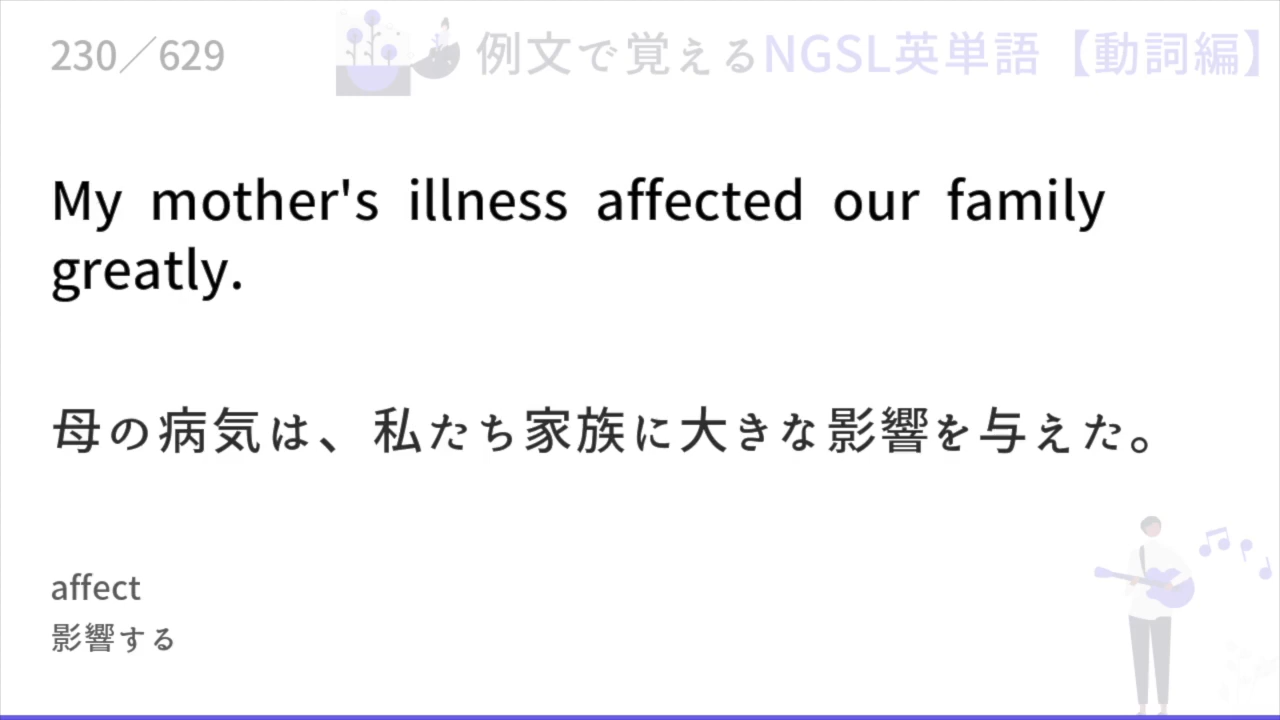 230／629
例文で覚えるNGSL英単語【動詞編】
My mother's illness affected our family
greatly.
母の病気は、私たち家族に大きな影響を与えた。
affect
影響する